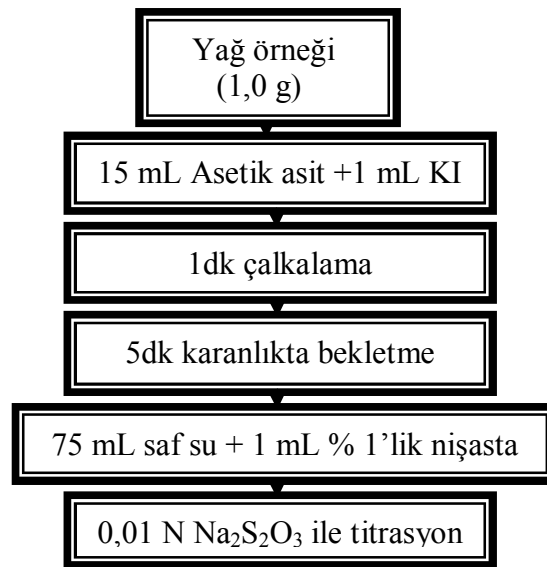 Yağ örneği
(1,0 g)
15 mL Asetik asit +1 mL KI
1dk çalkalama
5dk karanlıkta bekletme
75 mL saf su + 1 mL % 1’lik nişasta
0,01 N Na₂S₂O₃ ile titrasyon